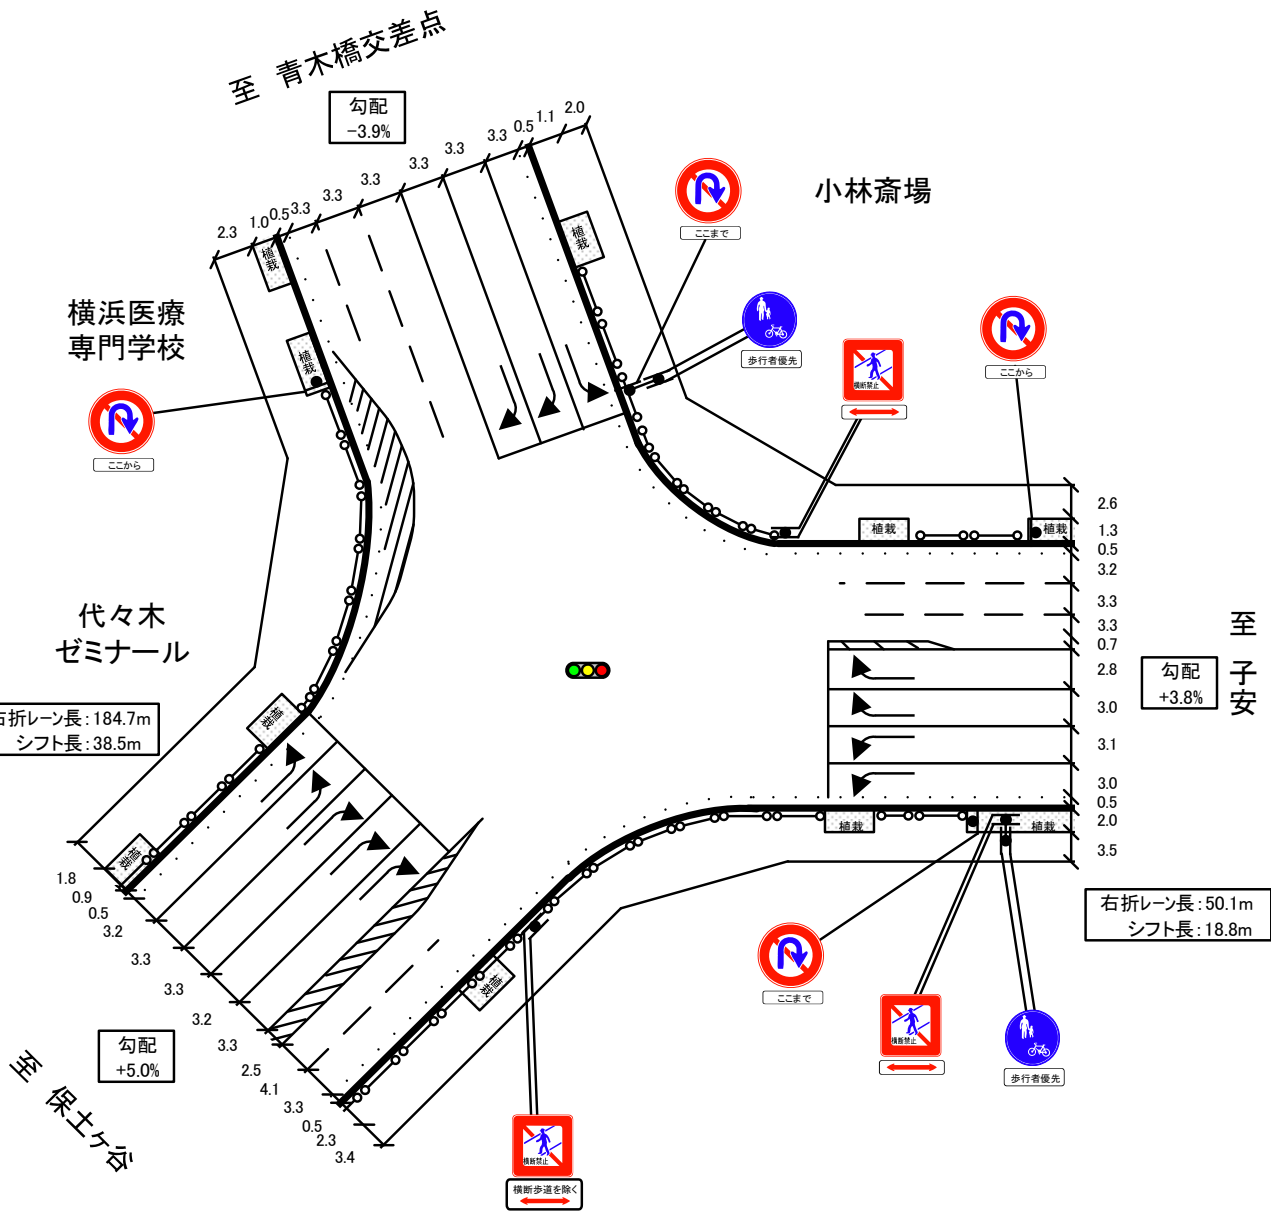 至 青木橋交差点
勾配
-3.9%
2.3
1.0
0.5
3.3
3.3
3.3
3.3
3.3
3.3
0.5
1.1
2.0
小林斎場
ここまで
植栽
植栽
植栽
横浜医療
専門学校
ここから
歩行者優先
横断禁止
ここから
植栽
植栽
2.6
1.3
0.5
3.2
3.3
3.3
0.7
2.8
3.0
3.1
3.0
0.5
2.0
3.5
至 子安
勾配
+3.8%
代々木
ゼミナール
右折レーン長:184.7m
シフト長:38.5m
植栽
植栽
植栽
植栽
植栽
右折レーン長:50.1m
シフト長:18.8m
1.8
0.9
0.5
3.2
3.3
3.3
3.2
3.3
2.5
4.1
3.3
0.5
2.3
3.4
勾配
+5.0%
至 保土ヶ谷
ここまで
横断禁止
歩行者優先
横断禁止
横断歩道を除く